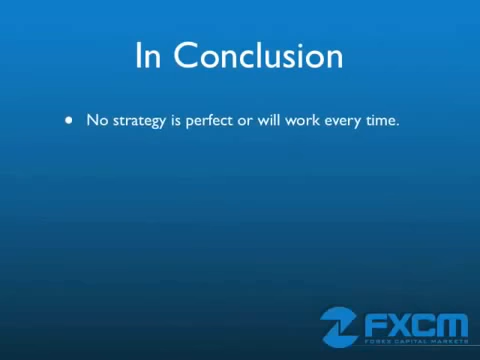 In Conclusion
• No strategy is perfect or will work every time.
FXCM
FOREX CAPITAL MARKETS